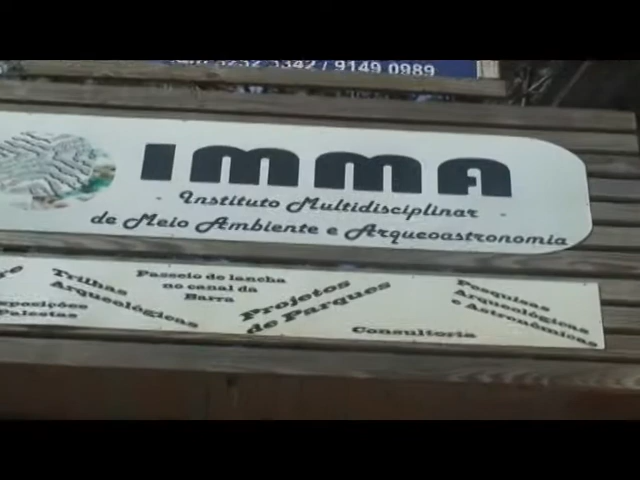 3342 / 9149 0989
IMMA
Instituto Multidisciplinar
de Meio Ambiente e Arqueoastronomia
Trilhas
Arqueológicas
Passeio de lancha
no canal da
Barra
Projetos
de Parques
Consultoria
Pesquisas
Arqueológicas
e Astronômicas
Exposições
Palestras